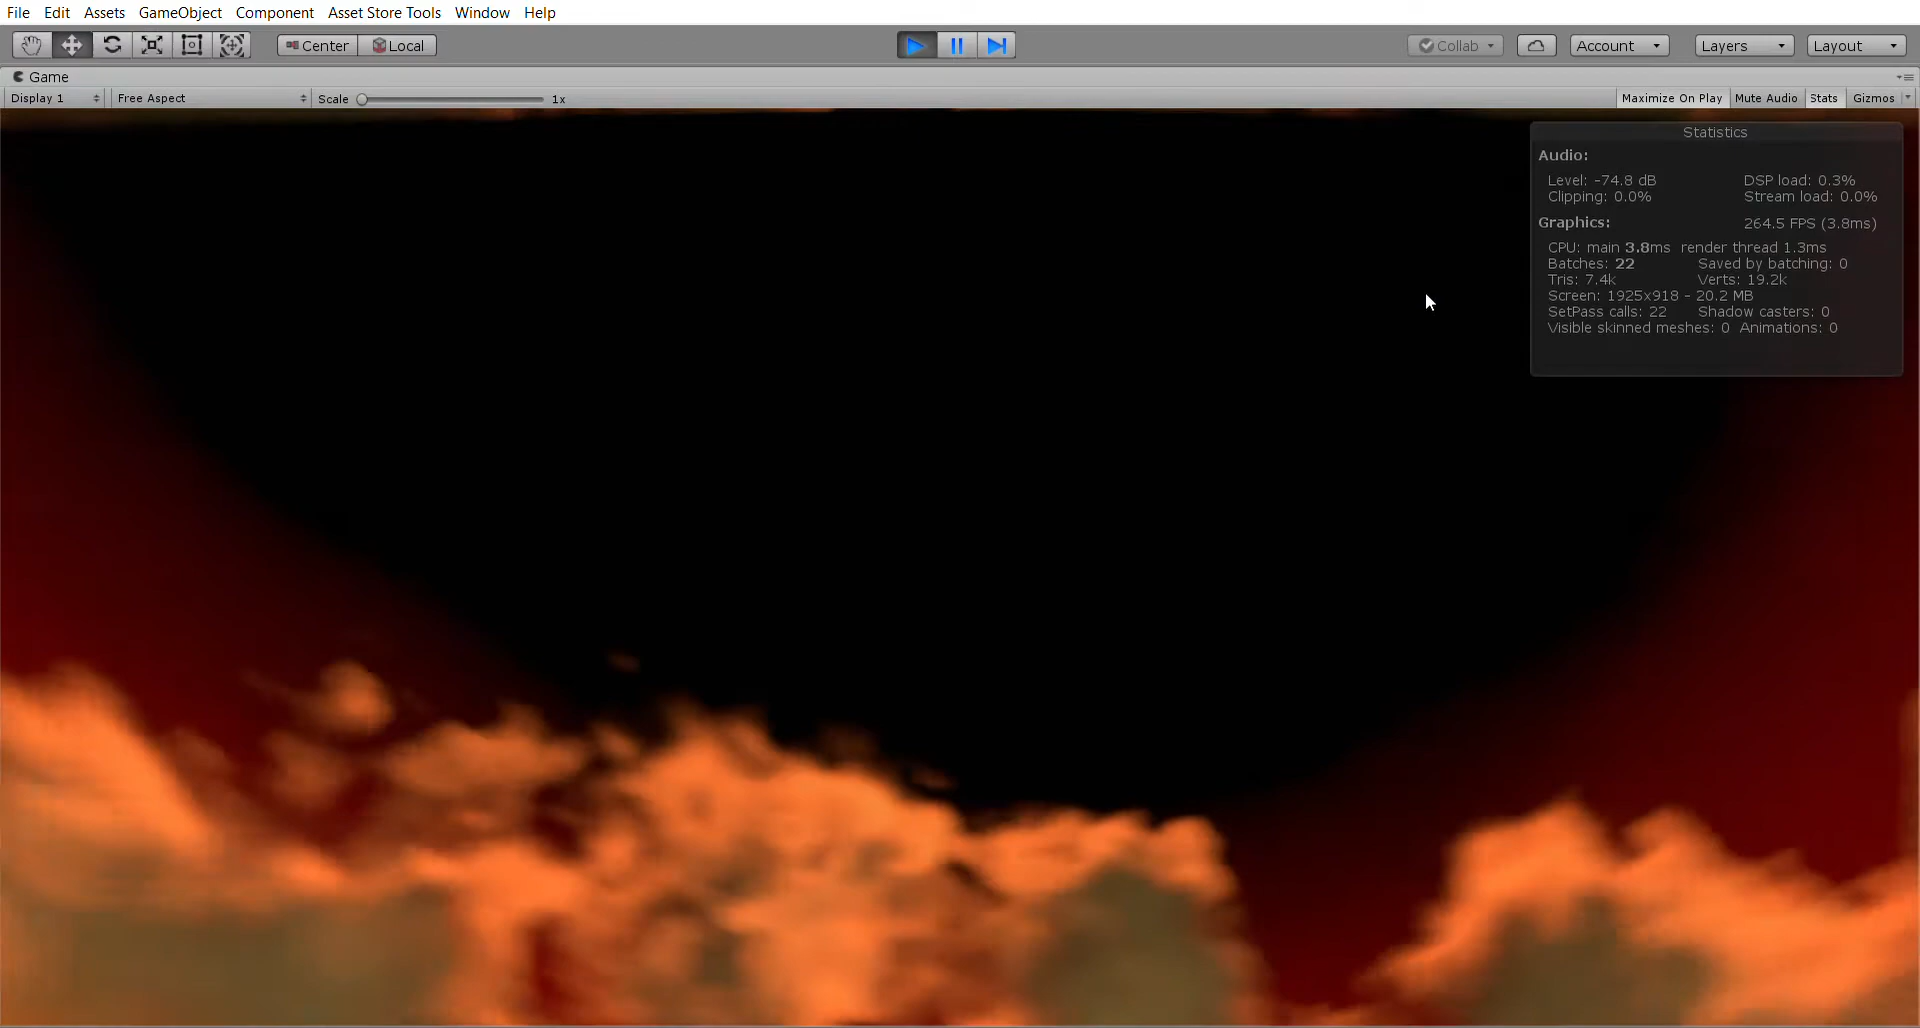 File Edit Assets GameObject Component Asset Store Tools Window Help
Center Local Collab Account Layers Layout
Game
Display 1 Free Aspect Scale 1x Maximize On Play Mute Audio Stats Gizmos
Statistics
Audio:
Level: -74.8 dB DSP load: 0.3%
Clipping: 0.0% Stream load: 0.0%
Graphics: 264.5 FPS (3.8ms)
CPU: main 3.8ms render thread 1.3ms
Batches: 22 Saved by batching: 0
Tris: 7.4k Verts: 19.2k
Screen: 1925x918 - 20.2 MB
SetPass calls: 22 Shadow casters: 0
Visible skinned meshes: 0 Animations: 0